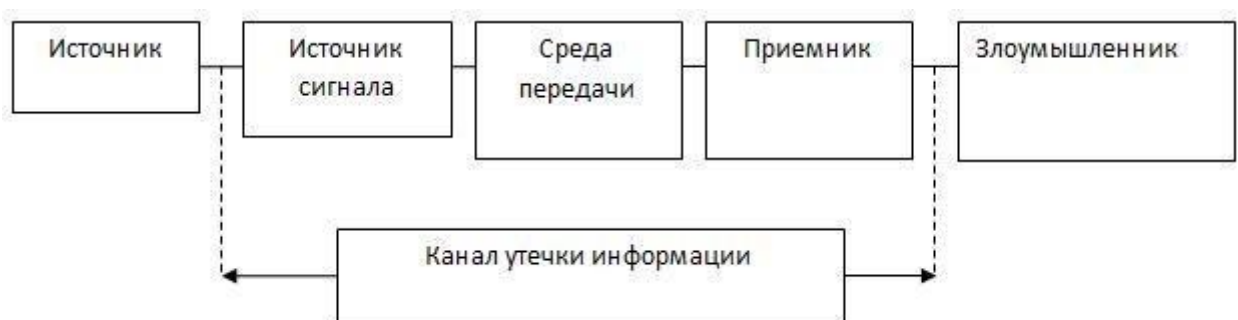 Источник
Источник
сигнала
Среда
передачи
Приемник
Злоумышленник
Канал утечки информации